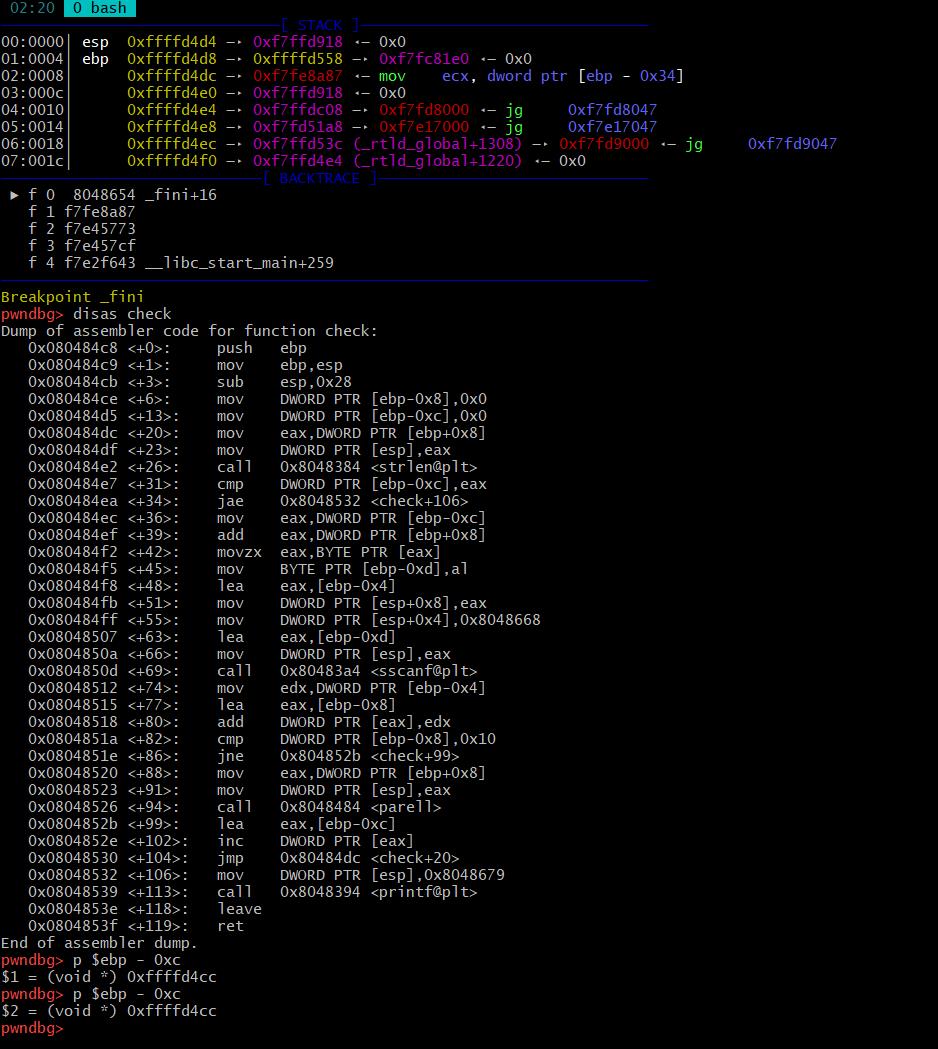 02:20 0 bash
[ STACK ]
00:0000│ esp 0xffffd4d4 —▸ 0xf7ffd918 ◂— 0x0
01:0004│ ebp 0xffffd4d8 —▸ 0xffffd558 —▸ 0xf7fc81e0 ◂— 0x0
02:0008│ 0xffffd4dc —▸ 0xf7fe8a87 ◂— mov ecx, dword ptr [ebp - 0x34]
03:000c│ 0xffffd4e0 —▸ 0xf7ffd918 ◂— 0x0
04:0010│ 0xffffd4e4 —▸ 0xf7ffdc08 —▸ 0xf7fd8000 ◂— jg 0xf7fd8047
05:0014│ 0xffffd4e8 —▸ 0xf7fd51a8 —▸ 0xf7e17000 ◂— jg 0xf7e17047
06:0018│ 0xffffd4ec —▸ 0xf7ffd53c (_rtld_global+1308) —▸ 0xf7fd9000 ◂— jg 0xf7fd9047
07:001c│ 0xffffd4f0 —▸ 0xf7ffd4e4 (_rtld_global+1220) ◂— 0x0
[ BACKTRACE ]
► f 0 8048654 _fini+16
f 1 f7fe8a87
f 2 f7e45773
f 3 f7e457cf
f 4 f7e2f643 __libc_start_main+259
Breakpoint _fini
pwndbg> disas check
Dump of assembler code for function check:
0x080484c8 <+0>: push ebp
0x080484c9 <+1>: mov ebp,esp
0x080484cb <+3>: sub esp,0x28
0x080484ce <+6>: mov DWORD PTR [ebp-0x8],0x0
0x080484d5 <+13>: mov DWORD PTR [ebp-0xc],0x0
0x080484dc <+20>: mov eax,DWORD PTR [ebp+0x8]
0x080484df <+23>: mov DWORD PTR [esp],eax
0x080484e2 <+26>: call 0x8048384 <strlen@plt>
0x080484e7 <+31>: cmp DWORD PTR [ebp-0xc],eax
0x080484ea <+34>: jae 0x8048532 <check+106>
0x080484ec <+36>: mov eax,DWORD PTR [ebp-0xc]
0x080484ef <+39>: add eax,DWORD PTR [ebp+0x8]
0x080484f2 <+42>: movzx eax,BYTE PTR [eax]
0x080484f5 <+45>: mov BYTE PTR [ebp-0xd],al
0x080484f8 <+48>: lea eax,[ebp-0x4]
0x080484fb <+51>: mov DWORD PTR [esp+0x8],eax
0x080484ff <+55>: mov DWORD PTR [esp+0x4],0x8048668
0x08048507 <+63>: lea eax,[ebp-0xd]
0x0804850a <+66>: mov DWORD PTR [esp],eax
0x0804850d <+69>: call 0x80483a4 <sscanf@plt>
0x08048512 <+74>: mov edx,DWORD PTR [ebp-0x4]
0x08048515 <+77>: lea eax,[ebp-0x8]
0x08048518 <+80>: add DWORD PTR [eax],edx
0x0804851a <+82>: cmp DWORD PTR [ebp-0x8],0x10
0x0804851e <+86>: jne 0x804852b <check+99>
0x08048520 <+88>: mov eax,DWORD PTR [ebp+0x8]
0x08048523 <+91>: mov DWORD PTR [esp],eax
0x08048526 <+94>: call 0x8048484 <parell>
0x0804852b <+99>: lea eax,[ebp-0xc]
0x0804852e <+102>: inc DWORD PTR [eax]
0x08048530 <+104>: jmp 0x80484dc <check+20>
0x08048532 <+106>: mov DWORD PTR [esp],0x8048679
0x08048539 <+113>: call 0x8048394 <printf@plt>
0x0804853e <+118>: leave
0x0804853f <+119>: ret
End of assembler dump.
pwndbg> p $ebp - 0xc
$1 = (void *) 0xffffd4cc
pwndbg> p $ebp - 0xc
$2 = (void *) 0xffffd4cc
pwndbg>